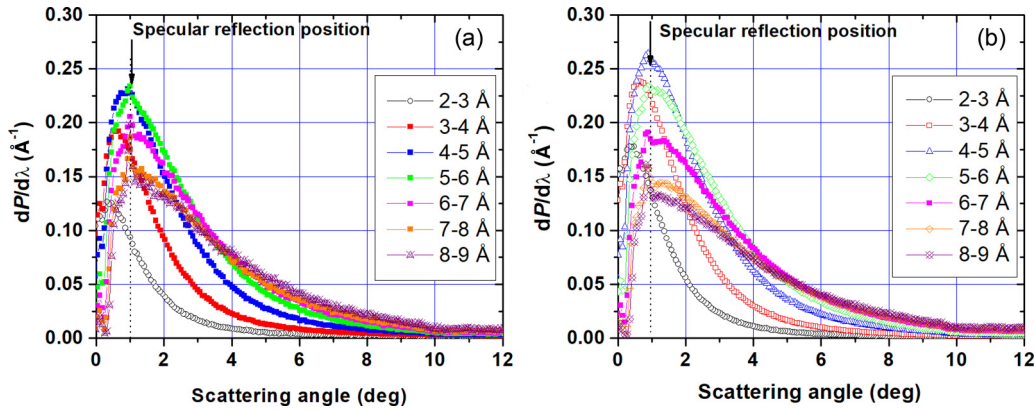 Specular reflection position
(a)
2-3 Å
3-4 Å
4-5 Å
5-6 Å
6-7 Å
7-8 Å
8-9 Å
0.30
0.25
0.20
0.15
0.10
0.05
0.00
dP/dλ (Å⁻¹)
0 2 4 6 8 10 12
Scattering angle (deg)
Specular reflection position
(b)
2-3 Å
3-4 Å
4-5 Å
5-6 Å
6-7 Å
7-8 Å
8-9 Å
0.30
0.25
0.20
0.15
0.10
0.05
0.00
dP/dλ (Å⁻¹)
0 2 4 6 8 10 12
Scattering angle (deg)